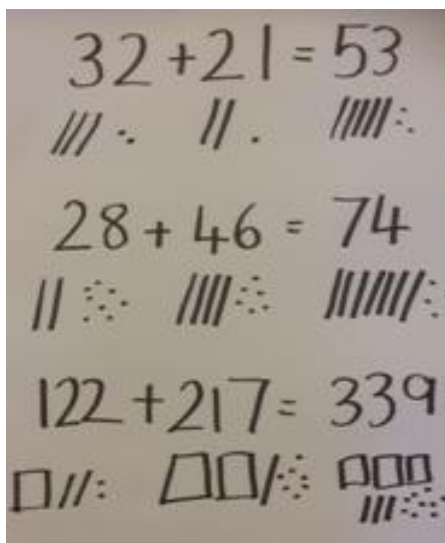 32 + 21 = 53
28 + 46 = 74
122 + 217 = 339